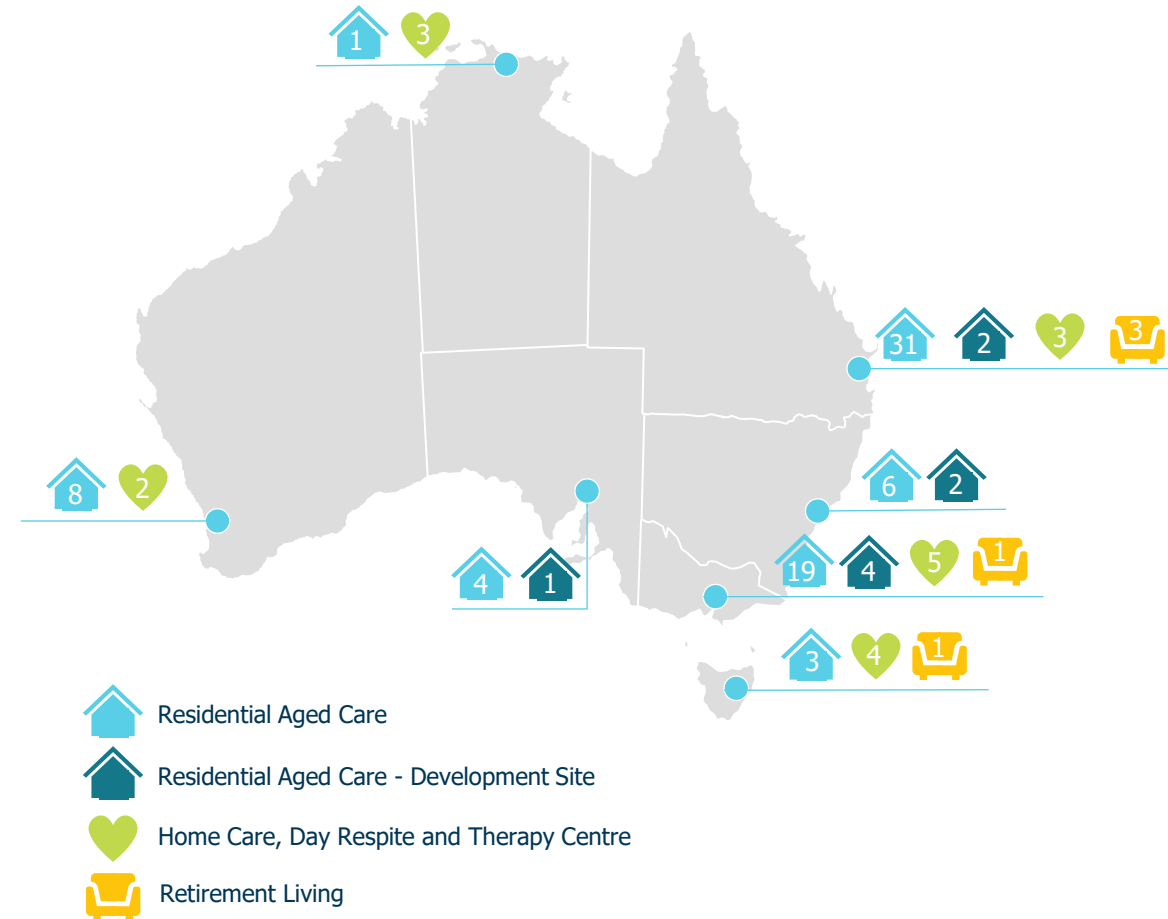 1 3
31 2 3 3
8 2
6 2
4 1
19 4 5 1
3 4 1
Residential Aged Care
Residential Aged Care - Development Site
Home Care, Day Respite and Therapy Centre
Retirement Living